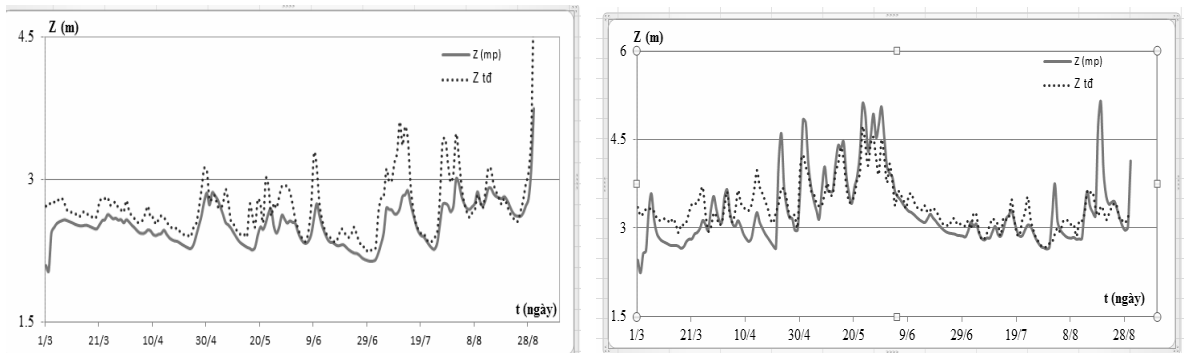 Z (m)
4.5
3
1.5
Z (mp)
Z tđ
t (ngày)
1/3 21/3 10/4 30/4 20/5 9/6 29/6 19/7 8/8 28/8
Z (m)
6
4.5
3
1.5
Z (mp)
Z tđ
t (ngày)
1/3 21/3 10/4 30/4 20/5 9/6 29/6 19/7 8/8 28/8